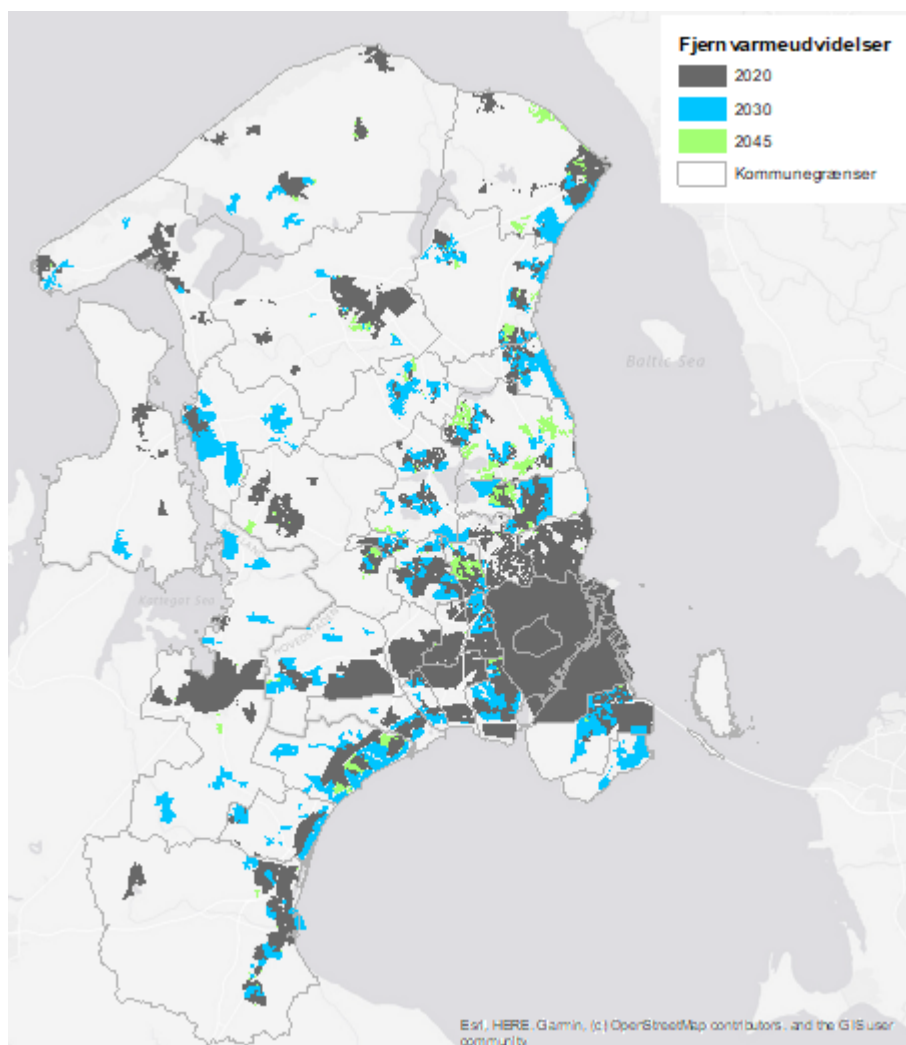 Fjernvarmeudvidelser
2020
2030
2045
Kommunegrænser
Baltic Sea
Kattegat Sea
HOVEDSTADEN
Esri, HERE, Garmin, (c) OpenStreetMap contributors, and the GIS user
community